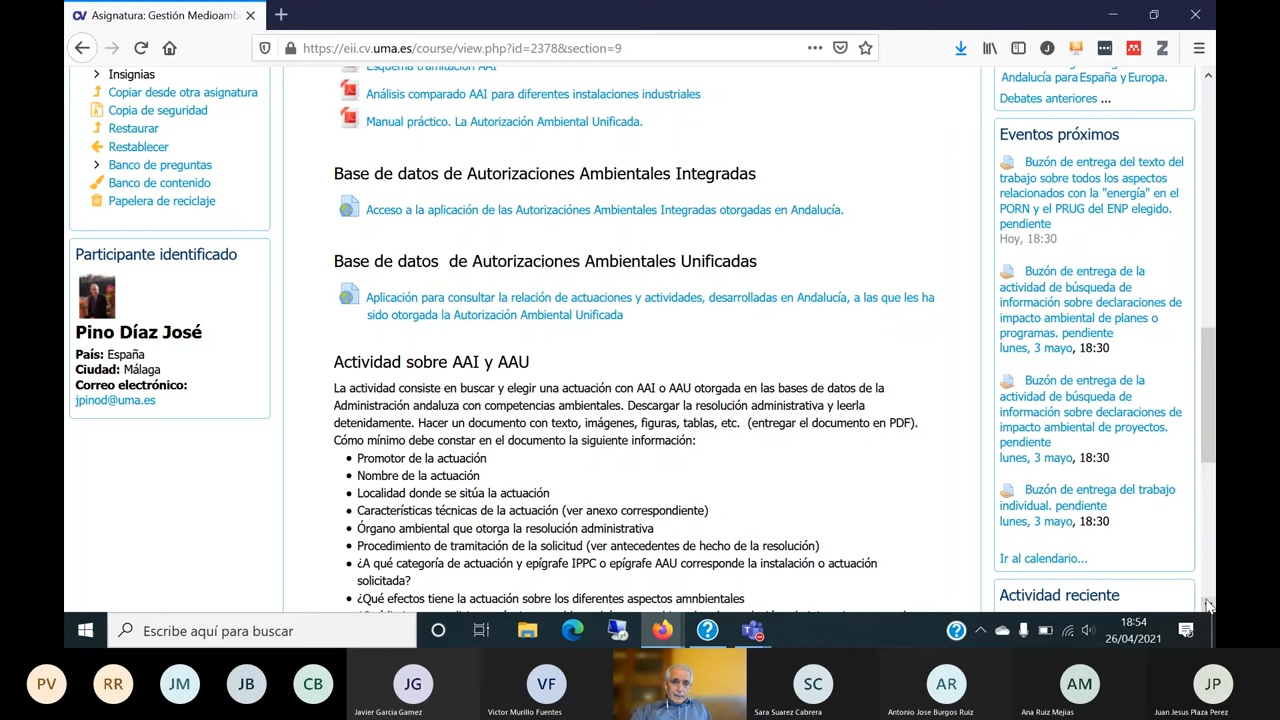 Asignatura: Gestión Medioamb
https://eii.cv.uma.es/course/view.php?id=2378&section=9
Insignias
Copiar desde otra asignatura
Copia de seguridad
Restaurar
Restablecer
Banco de preguntas
Banco de contenido
Papelera de reciclaje
Participante identificado
Pino Díaz José
País: España
Ciudad: Málaga
Correo electrónico:
jpinod@uma.es
Esquema tramitación AAI
Análisis comparado AAI para diferentes instalaciones industriales
Manual práctico. La Autorización Ambiental Unificada.
Base de datos de Autorizaciones Ambientales Integradas
Acceso a la aplicación de las Autorizaciónes Ambientales Integradas otorgadas en Andalucía.
Base de datos de Autorizaciones Ambientales Unificadas
Aplicación para consultar la relación de actuaciones y actividades, desarrolladas en Andalucía, a las que les ha
sido otorgada la Autorización Ambiental Unificada
Actividad sobre AAI y AAU
La actividad consiste en buscar y elegir una actuación con AAI o AAU otorgada en las bases de datos de la
Administración andaluza con competencias ambientales. Descargar la resolución administrativa y leerla
detenidamente. Hacer un documento con texto, imágenes, figuras, tablas, etc. (entregar el documento en PDF).
Cómo mínimo debe constar en el documento la siguiente información:
Promotor de la actuación
Nombre de la actuación
Localidad donde se sitúa la actuación
Características técnicas de la actuación (ver anexo correspondiente)
Órgano ambiental que otorga la resolución administrativa
Procedimiento de tramitación de la solicitud (ver antecedentes de hecho de la resolución)
¿A qué categoría de actuación y epígrafe IPPC o epígrafe AAU corresponde la instalación o actuación
solicitada?
¿Qué efectos tiene la actuación sobre los diferentes aspectos amnbientales
Andalucía para España y Europa.
Debates anteriores ...
Eventos próximos
Buzón de entrega del texto del
trabajo sobre todos los aspectos
relacionados con la "energía" en el
PORN y el PRUG del ENP elegido.
pendiente
Hoy, 18:30
Buzón de entrega de la
actividad de búsqueda de
información sobre declaraciones de
impacto ambiental de planes o
programas. pendiente
lunes, 3 mayo, 18:30
Buzón de entrega de la
actividad de búsqueda de
información sobre declaraciones de
impacto ambiental de proyectos.
pendiente
lunes, 3 mayo, 18:30
Buzón de entrega del trabajo
individual. pendiente
lunes, 3 mayo, 18:30
Ir al calendario...
Actividad reciente
Escribe aquí para buscar
18:54
26/04/2021
PV
RR
JM
JB
CB
JG
Javier Garcia Gamez
VF
Victor Murillo Fuentes
SC
Sara Suarez Cabrera
AR
Antonio Jose Burgos Ruiz
AM
Ana Ruiz Mejias
JP
Juan Jesus Plaza Perez